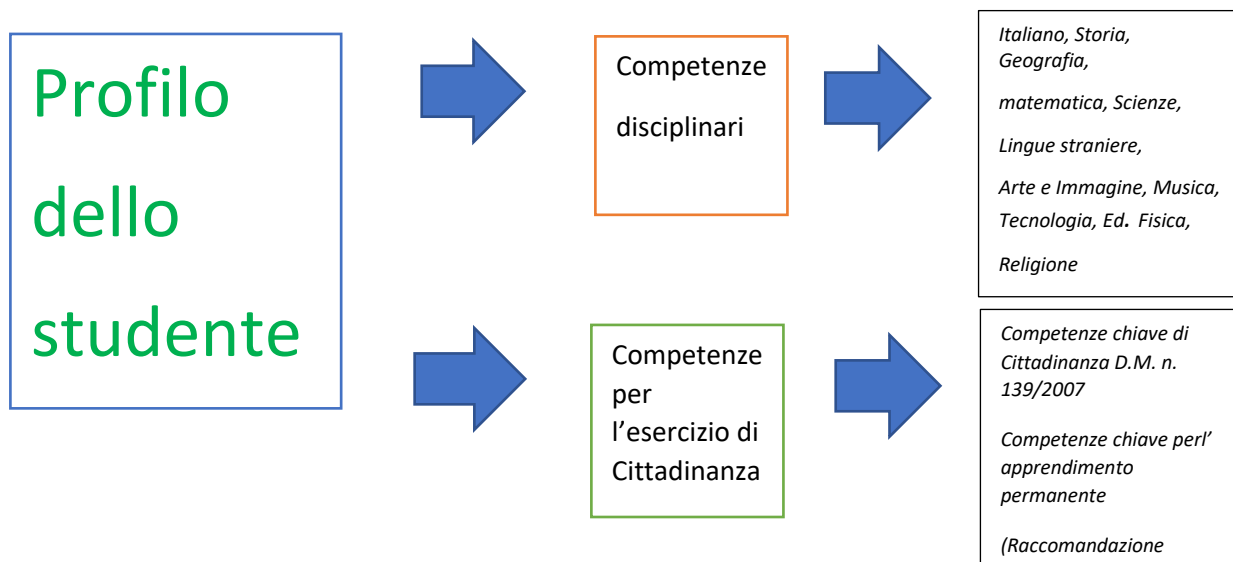 Profilo
dello
studente
Competenze
disciplinari
Italiano, Storia,
Geografia,
matematica, Scienze,
Lingue straniere,
Arte e Immagine, Musica,
Tecnologia, Ed. Fisica,
Religione
Competenze
per
l’esercizio di
Cittadinanza
Competenze chiave di
Cittadinanza D.M. n.
139/2007
Competenze chiave perl’
apprendimento
permanente
(Raccomandazione